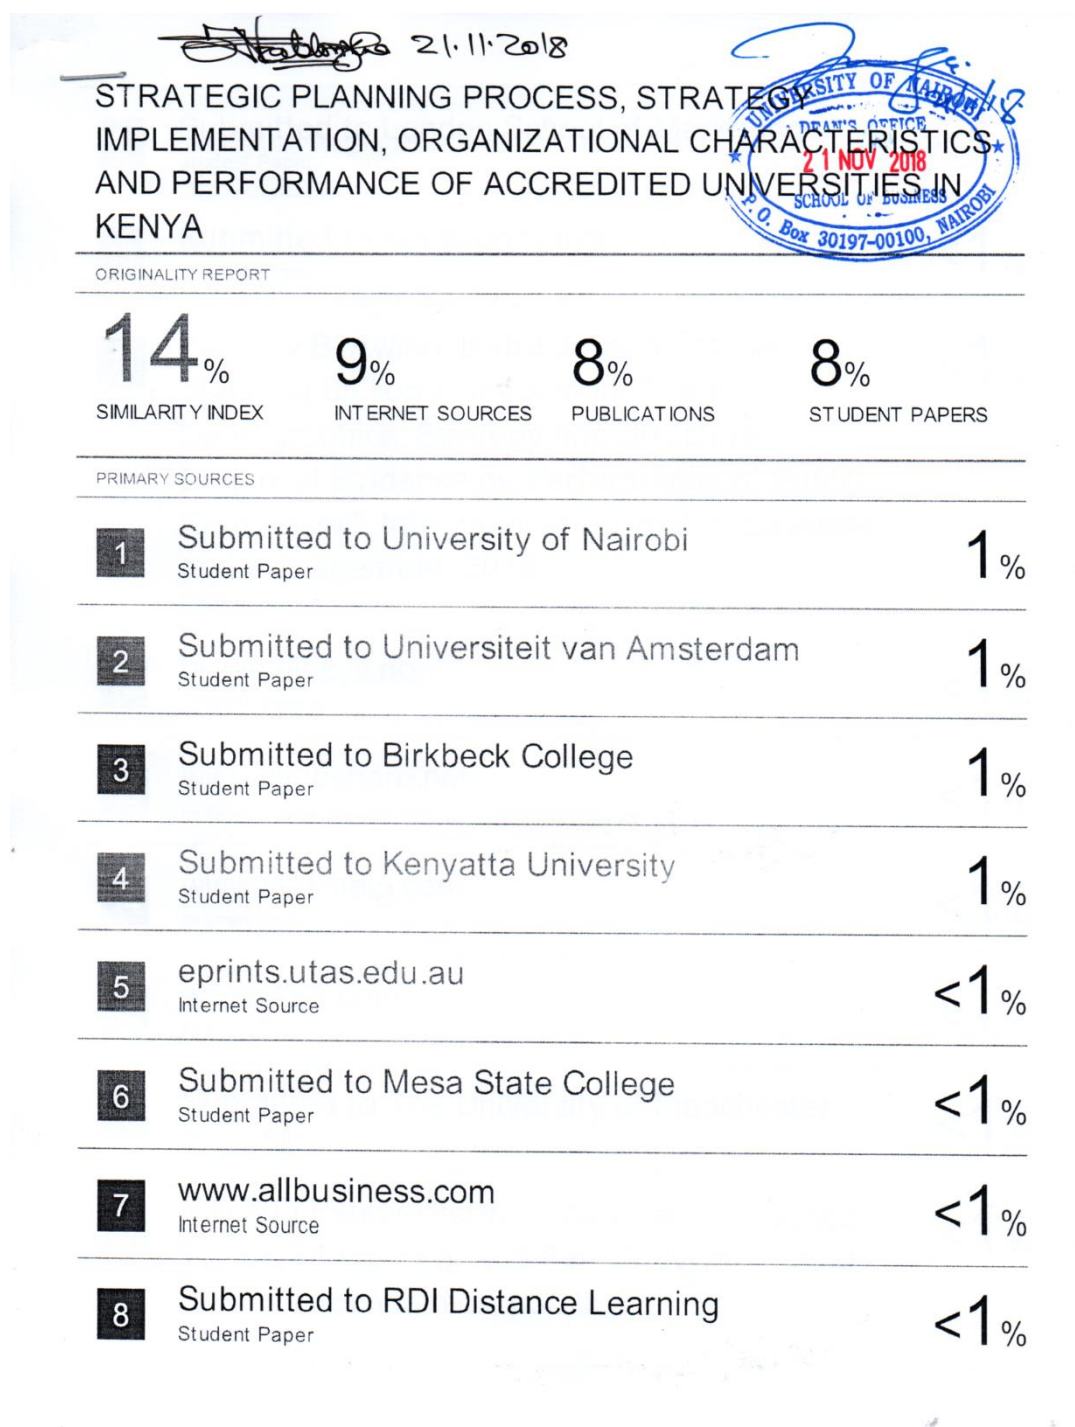 21.11.2018
STRATEGIC PLANNING PROCESS, STRATEGY
IMPLEMENTATION, ORGANIZATIONAL CHARACTERISTICS
AND PERFORMANCE OF ACCREDITED UNIVERSITIES IN
KENYA
UNIVERSITY OF NAIROBI
DEAN'S OFFICE
21 NOV 2018
SCHOOL OF BUSINESS
P. O. Box 30197-00100, NAIROBI
ORIGINALITY REPORT
14% 9% 8% 8%
SIMILARITY INDEX INTERNET SOURCES PUBLICATIONS STUDENT PAPERS
PRIMARY SOURCES
1 Submitted to University of Nairobi 1%
Student Paper
2 Submitted to Universiteit van Amsterdam 1%
Student Paper
3 Submitted to Birkbeck College 1%
Student Paper
4 Submitted to Kenyatta University 1%
Student Paper
5 eprints.utas.edu.au <1%
Internet Source
6 Submitted to Mesa State College <1%
Student Paper
7 www.allbusiness.com <1%
Internet Source
8 Submitted to RDI Distance Learning <1%
Student Paper